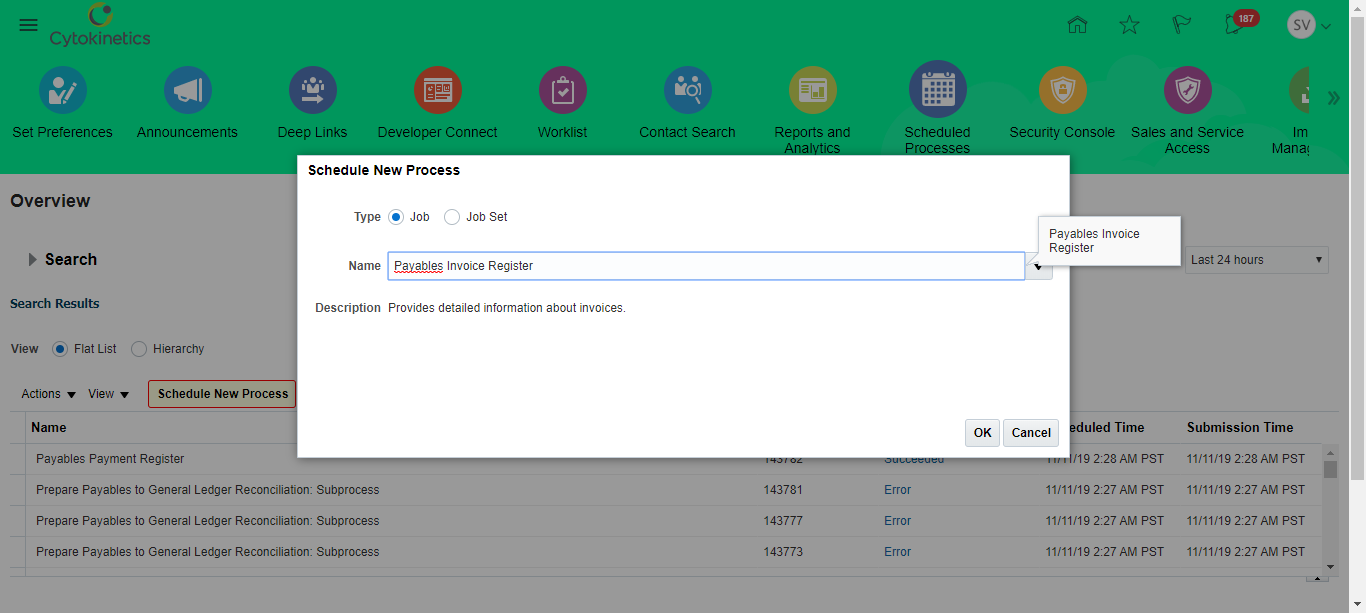 Cytokinetics
187
SV
Set Preferences
Announcements
Deep Links
Developer Connect
Worklist
Contact Search
Reports and
Analytics
Scheduled
Processes
Security Console
Sales and Service
Access
Im
Manag
Schedule New Process
Overview
Type Job Job Set
Payables Invoice
Register
Search
Name Payables Invoice Register
Last 24 hours
Description Provides detailed information about invoices.
Search Results
View Flat List Hierarchy
Actions View Schedule New Process
OK Cancel
Name eduled Time Submission Time
Payables Payment Register 143782 Succeeded 11/11/19 2:28 AM PST 11/11/19 2:28 AM PST
Prepare Payables to General Ledger Reconciliation: Subprocess 143781 Error 11/11/19 2:27 AM PST 11/11/19 2:27 AM PST
Prepare Payables to General Ledger Reconciliation: Subprocess 143777 Error 11/11/19 2:27 AM PST 11/11/19 2:27 AM PST
Prepare Payables to General Ledger Reconciliation: Subprocess 143773 Error 11/11/19 2:27 AM PST 11/11/19 2:27 AM PST